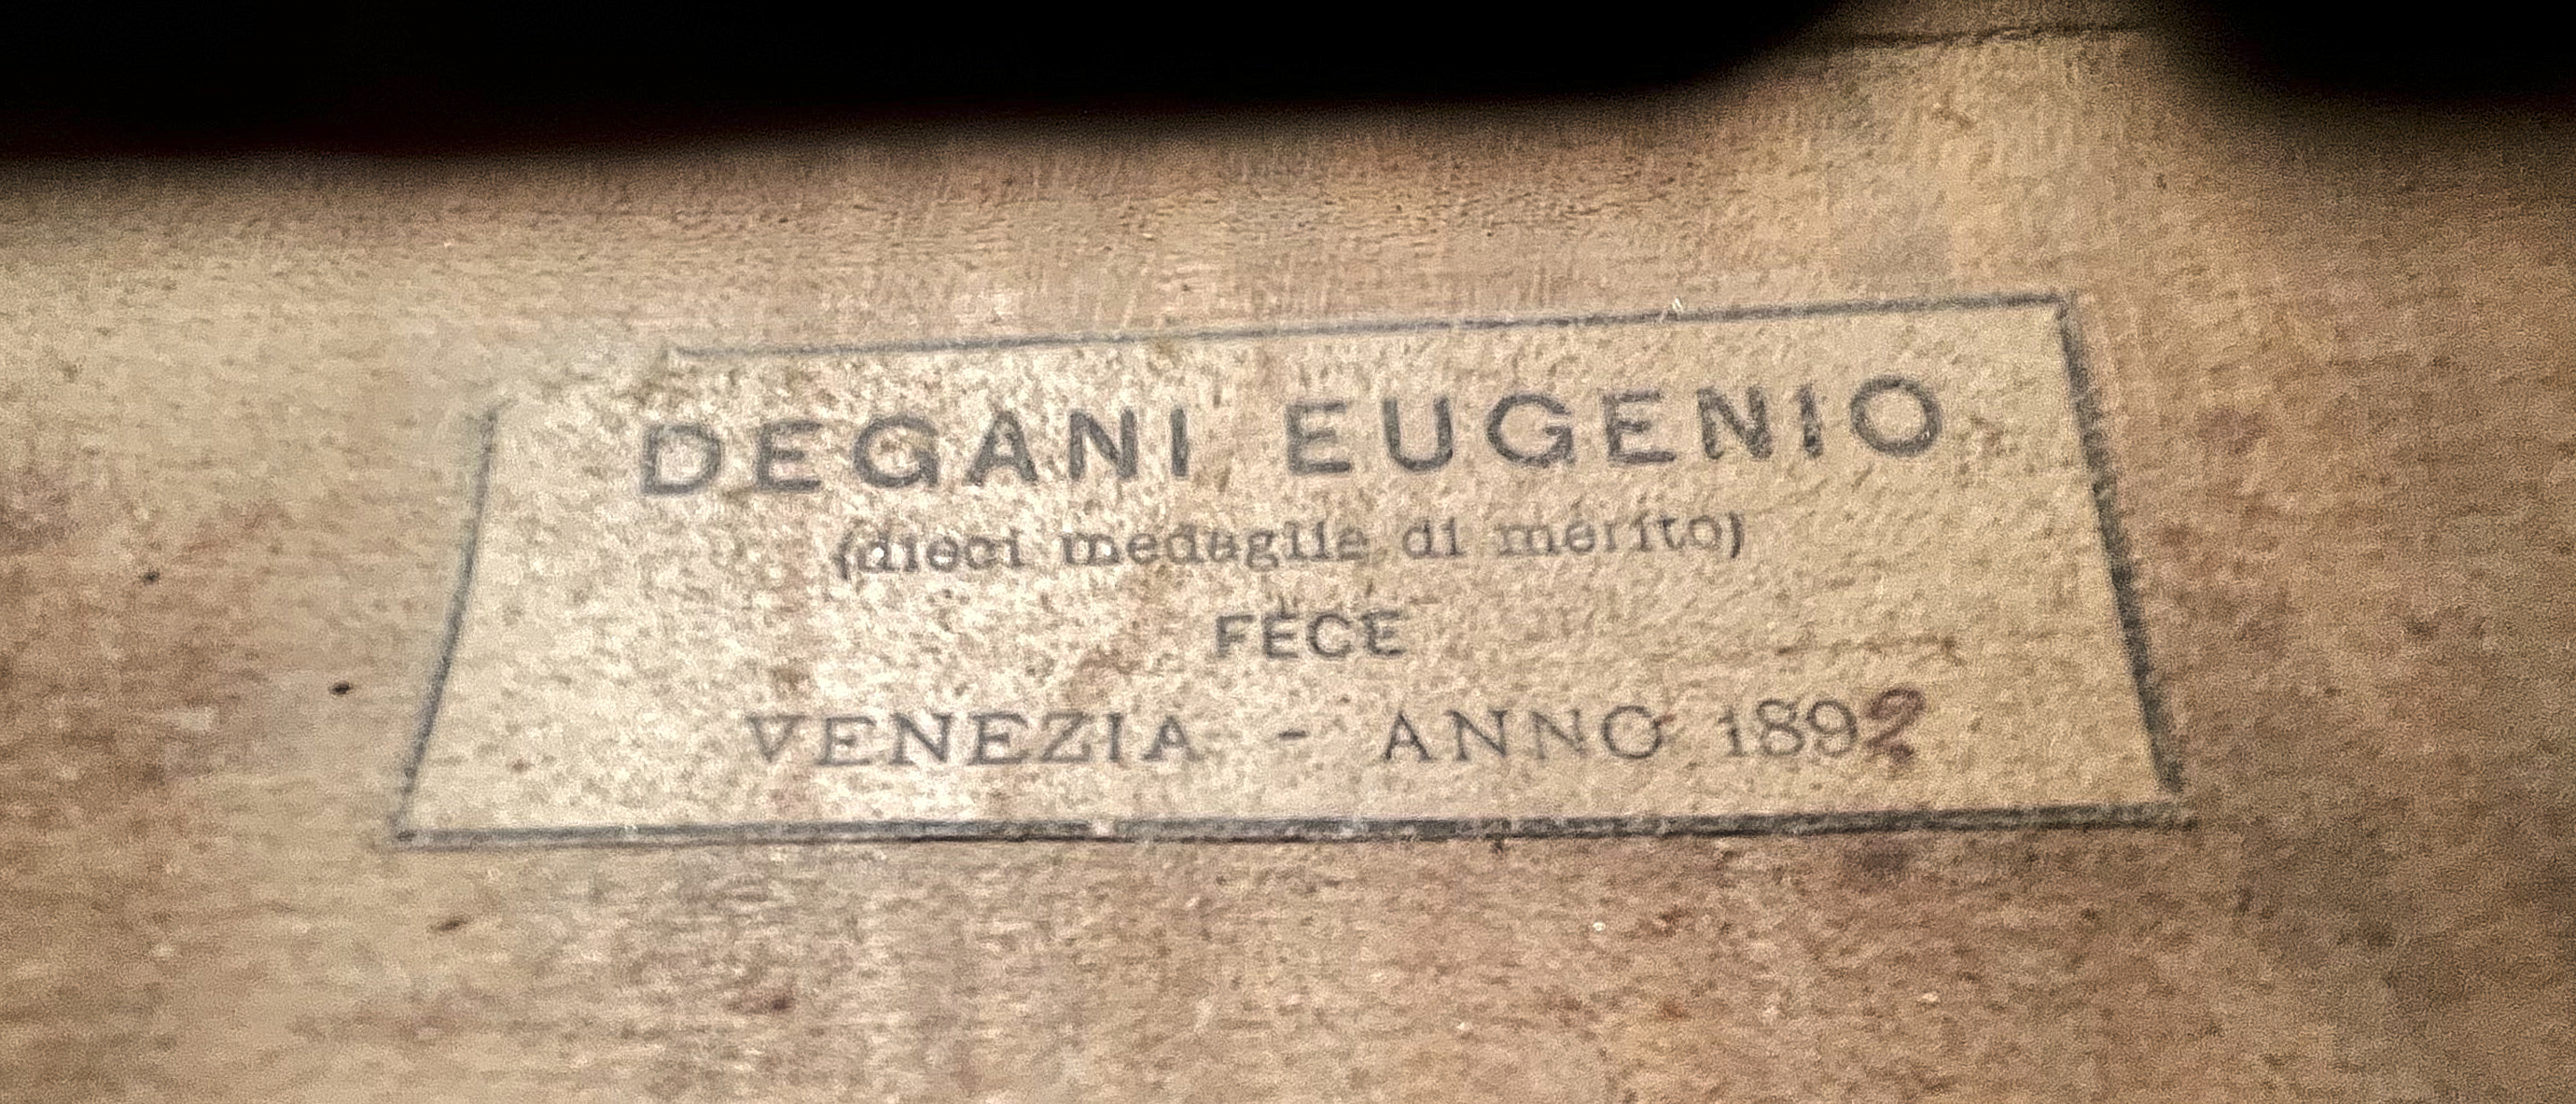 DEGANI EUGENIO
(dieci medaglie di merito)
FECE
VENEZIA - ANNO 1892